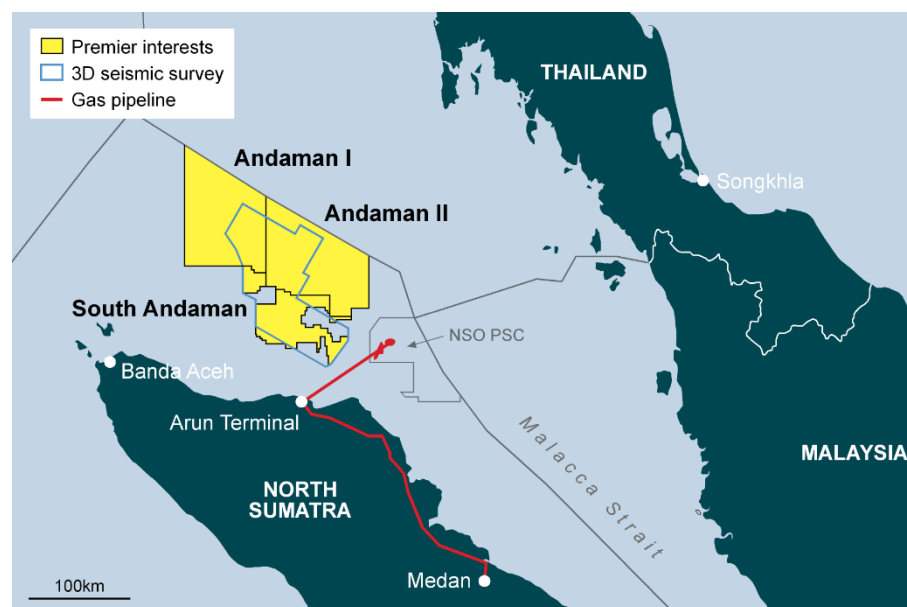 Premier interests
3D seismic survey
Gas pipeline
THAILAND
Andaman I
Songkhla
Andaman II
South Andaman
NSO PSC
Banda Aceh
Arun Terminal
Malacca Strait
MALAYSIA
NORTH
SUMATRA
100km
Medan